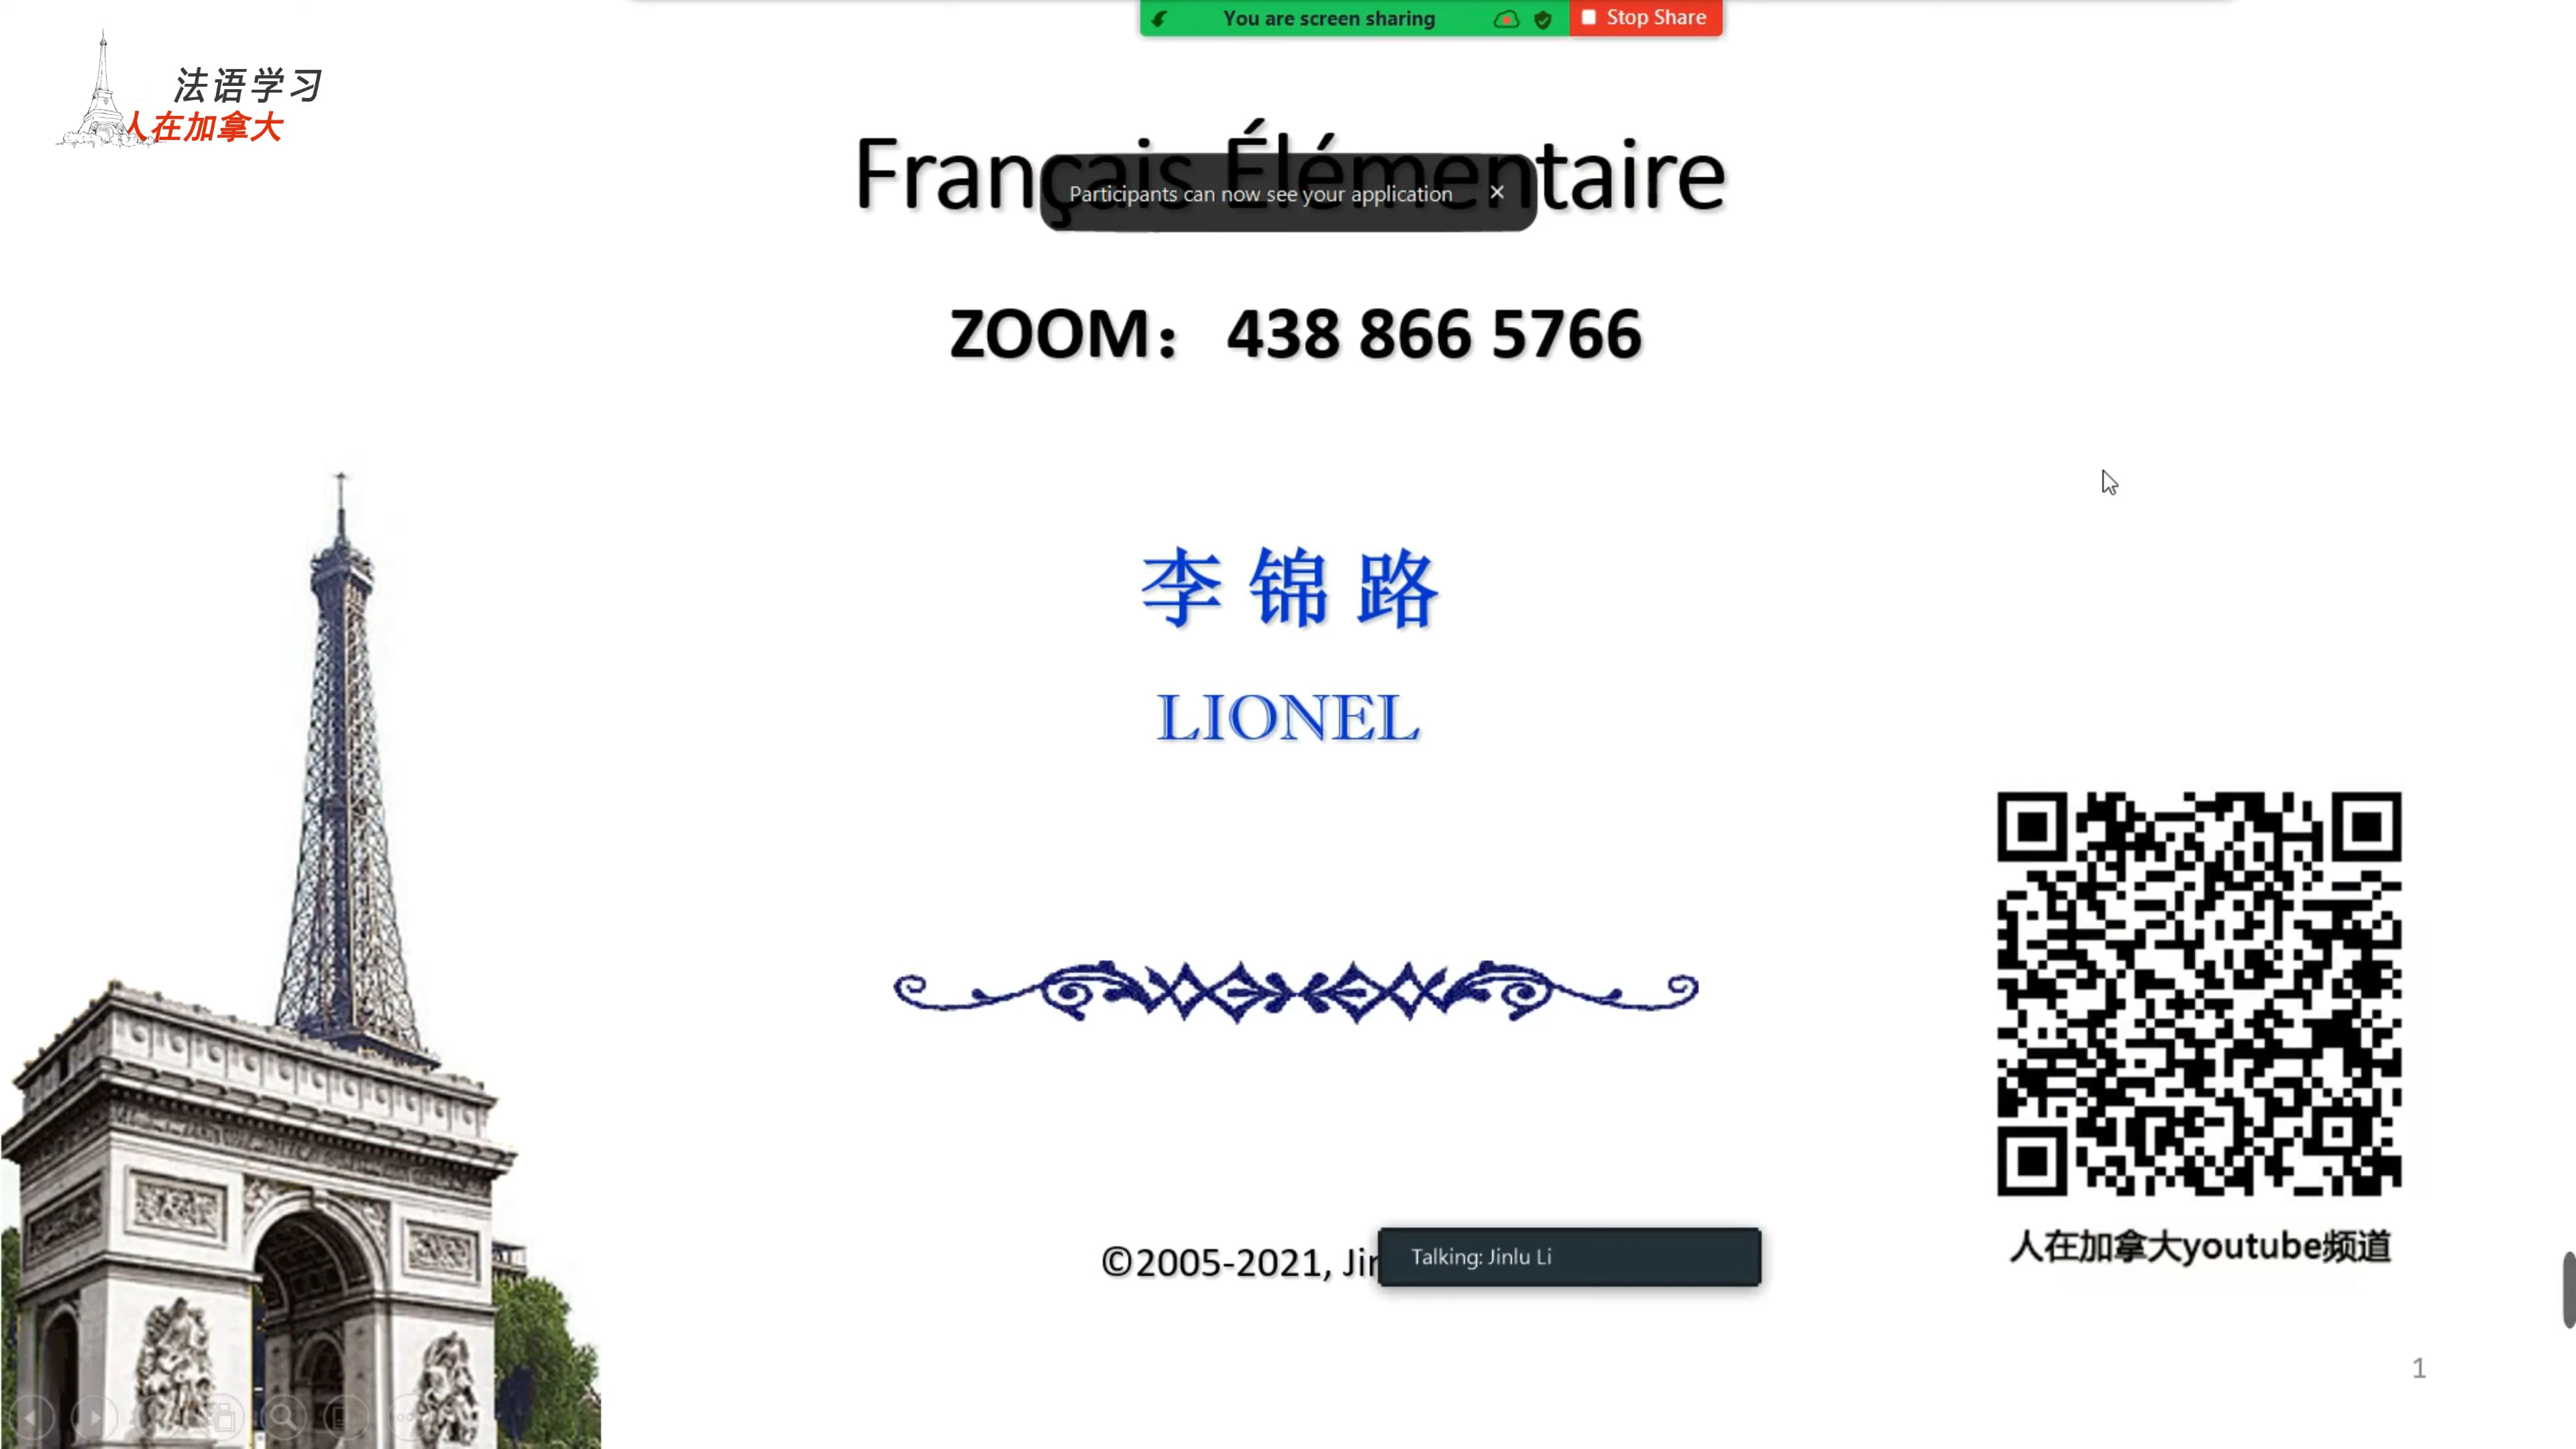 You are screen sharing
Stop Share
法语学习
人在加拿大
Français Élémentaire
Participants can now see your application
ZOOM： 438 866 5766
李锦路
LIONEL
©2005-2021,
Talking: Jinlu Li
人在加拿大youtube频道
1